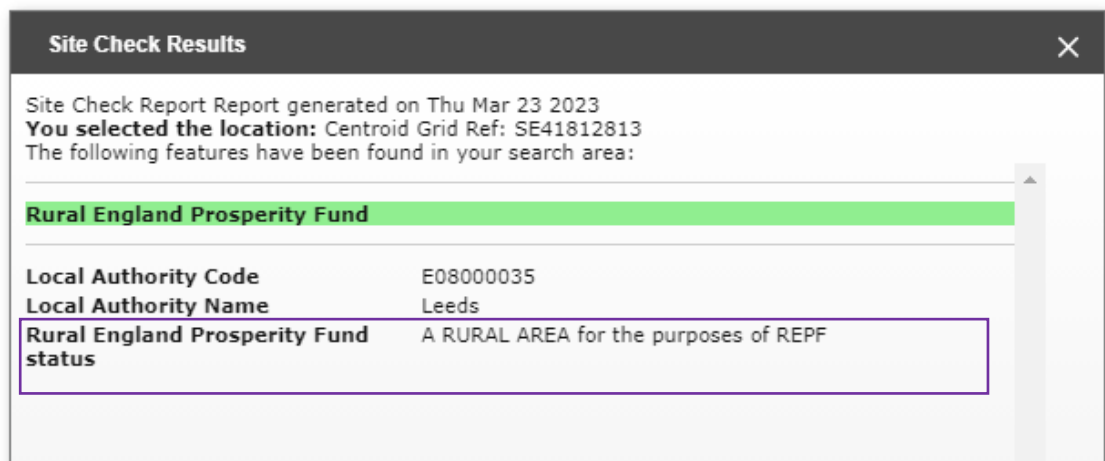 Site Check Results
Site Check Report Report generated on Thu Mar 23 2023
You selected the location: Centroid Grid Ref: SE41812813
The following features have been found in your search area:
Rural England Prosperity Fund
Local Authority Code E08000035
Local Authority Name Leeds
Rural England Prosperity Fund A RURAL AREA for the purposes of REPF
status